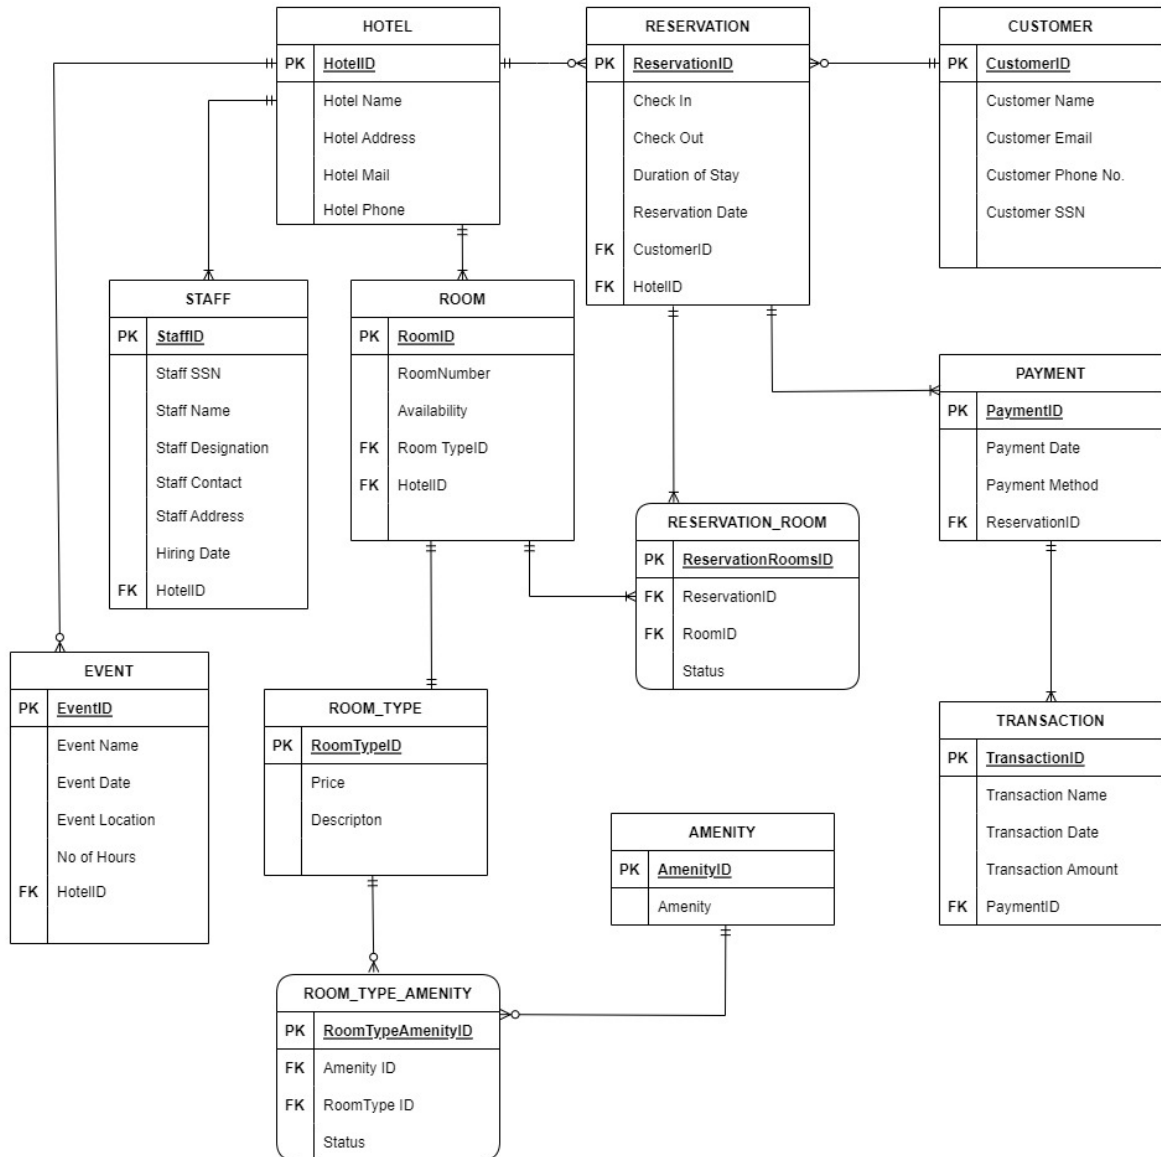 HOTEL
PK HotelID
Hotel Name
Hotel Address
Hotel Mail
Hotel Phone
RESERVATION
PK ReservationID
Check In
Check Out
Duration of Stay
Reservation Date
FK CustomerID
FK HotelID
CUSTOMER
PK CustomerID
Customer Name
Customer Email
Customer Phone No.
Customer SSN
STAFF
PK StaffID
Staff SSN
Staff Name
Staff Designation
Staff Contact
Staff Address
Hiring Date
FK HotelID
ROOM
PK RoomID
RoomNumber
Availability
FK Room TypeID
FK HotelID
PAYMENT
PK PaymentID
Payment Date
Payment Method
FK ReservationID
RESERVATION_ROOM
PK ReservationRoomsID
FK ReservationID
FK RoomID
Status
EVENT
PK EventID
Event Name
Event Date
Event Location
No of Hours
FK HotelID
ROOM_TYPE
PK RoomTypeID
Price
Descripton
TRANSACTION
PK TransactionID
Transaction Name
Transaction Date
Transaction Amount
FK PaymentID
AMENITY
PK AmenityID
Amenity
ROOM_TYPE_AMENITY
PK RoomTypeAmenityID
FK Amenity ID
FK RoomType ID
Status